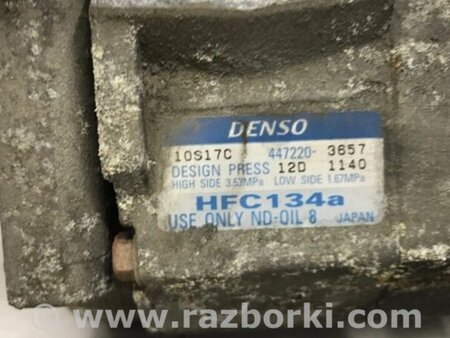 DENSO
10S17C 447220-3657
DESIGN PRESS 12D 1140
HIGH SIDE 3.53MPa LOW SIDE 1.67MPa
HFC134a
USE ONLY ND-OIL 8 JAPAN
www.razborki.com